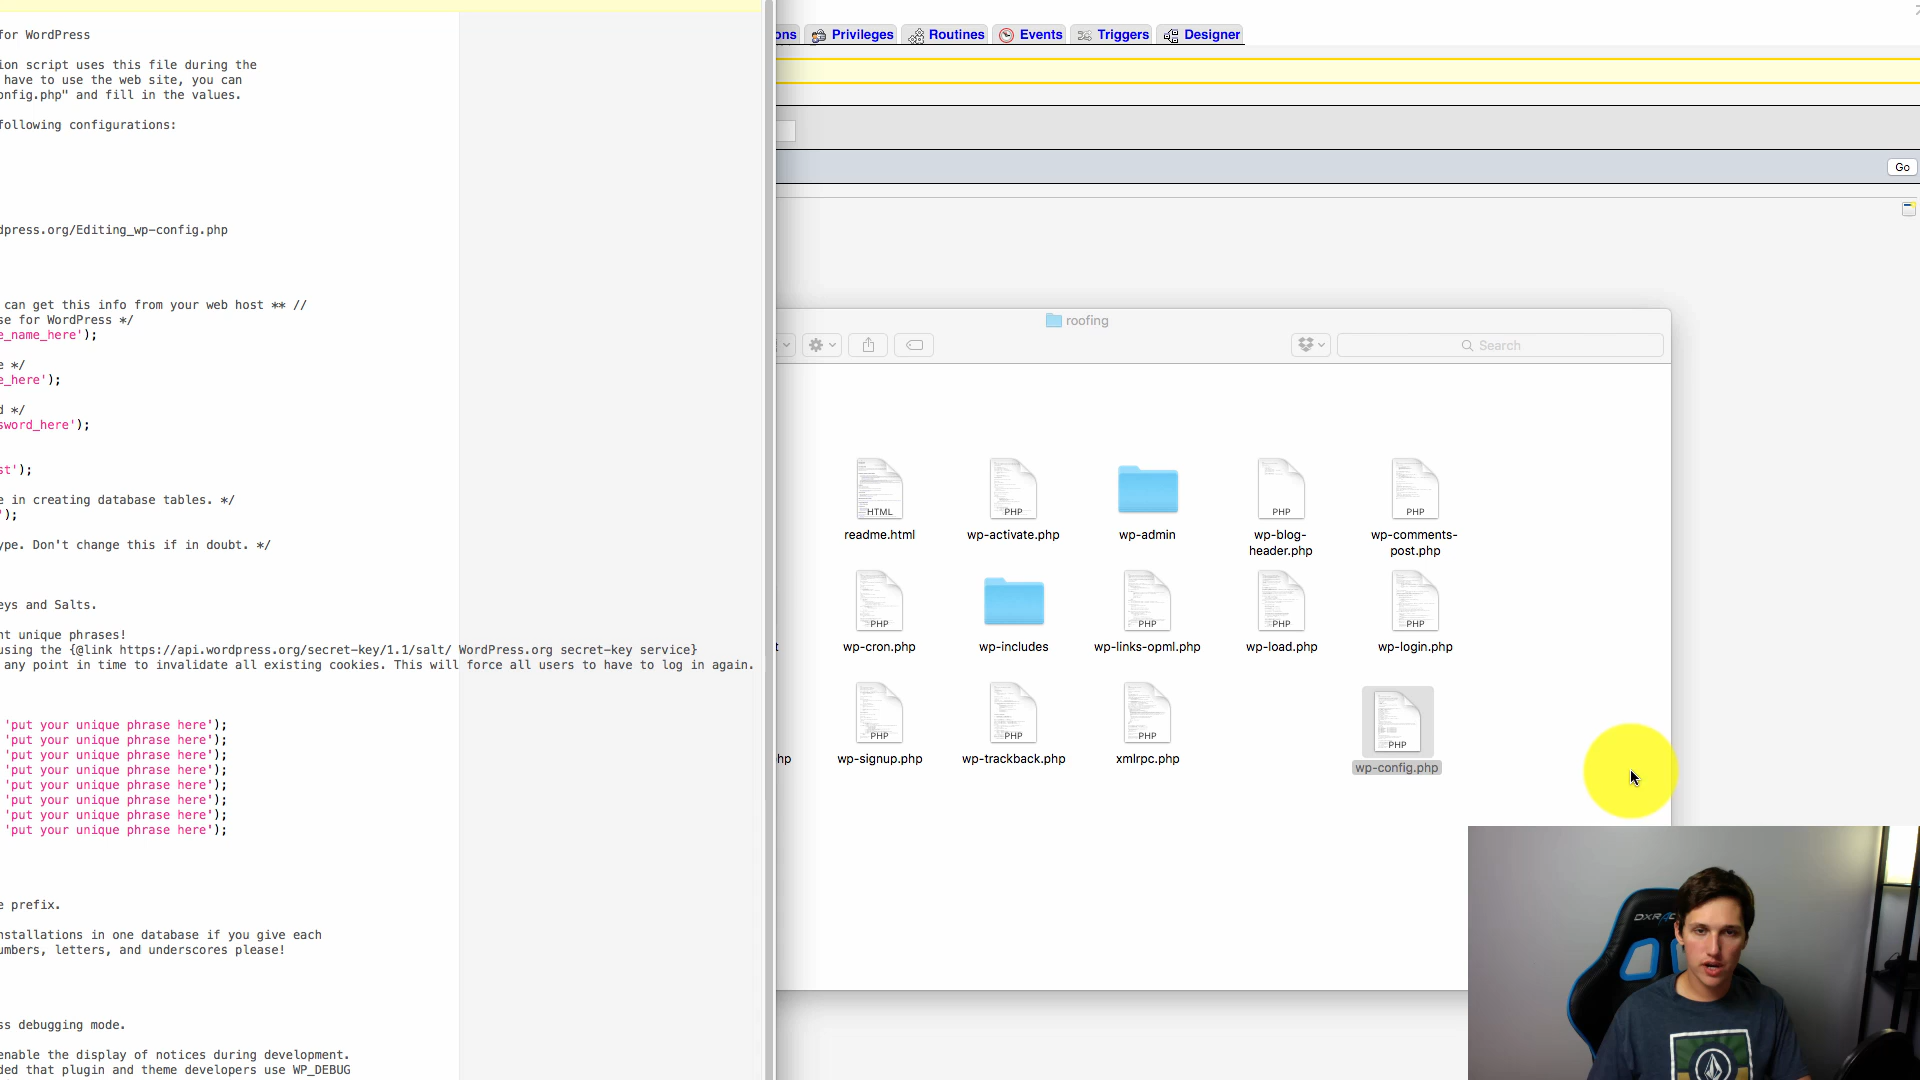 for WordPress
ion script uses this file during the
have to use the web site, you can
onfig.php" and fill in the values.
following configurations:
dpress.org/Editing_wp-config.php
can get this info from your web host ** //
se for WordPress */
e_name_here');
e */
e_here');
d */
sword_here');
st');
e in creating database tables. */
');
ype. Don't change this if in doubt. */
eys and Salts.
nt unique phrases!
using the {@link https://api.wordpress.org/secret-key/1.1/salt/ WordPress.org secret-key service}
any point in time to invalidate all existing cookies. This will force all users to have to log in again.
'put your unique phrase here');
'put your unique phrase here');
'put your unique phrase here');
'put your unique phrase here');
'put your unique phrase here');
'put your unique phrase here');
'put your unique phrase here');
'put your unique phrase here');
e prefix.
nstallations in one database if you give each
umbers, letters, and underscores please!
ss debugging mode.
enable the display of notices during development.
ded that plugin and theme developers use WP_DEBUG
ons Privileges Routines Events Triggers Designer
Go
roofing
Search
HTML PHP PHP PHP
readme.html wp-activate.php wp-admin wp-blog-header.php wp-comments-post.php
PHP PHP PHP PHP
t wp-cron.php wp-includes wp-links-opml.php wp-load.php wp-login.php
PHP PHP PHP PHP
hp wp-signup.php wp-trackback.php xmlrpc.php wp-config.php
DXRAC